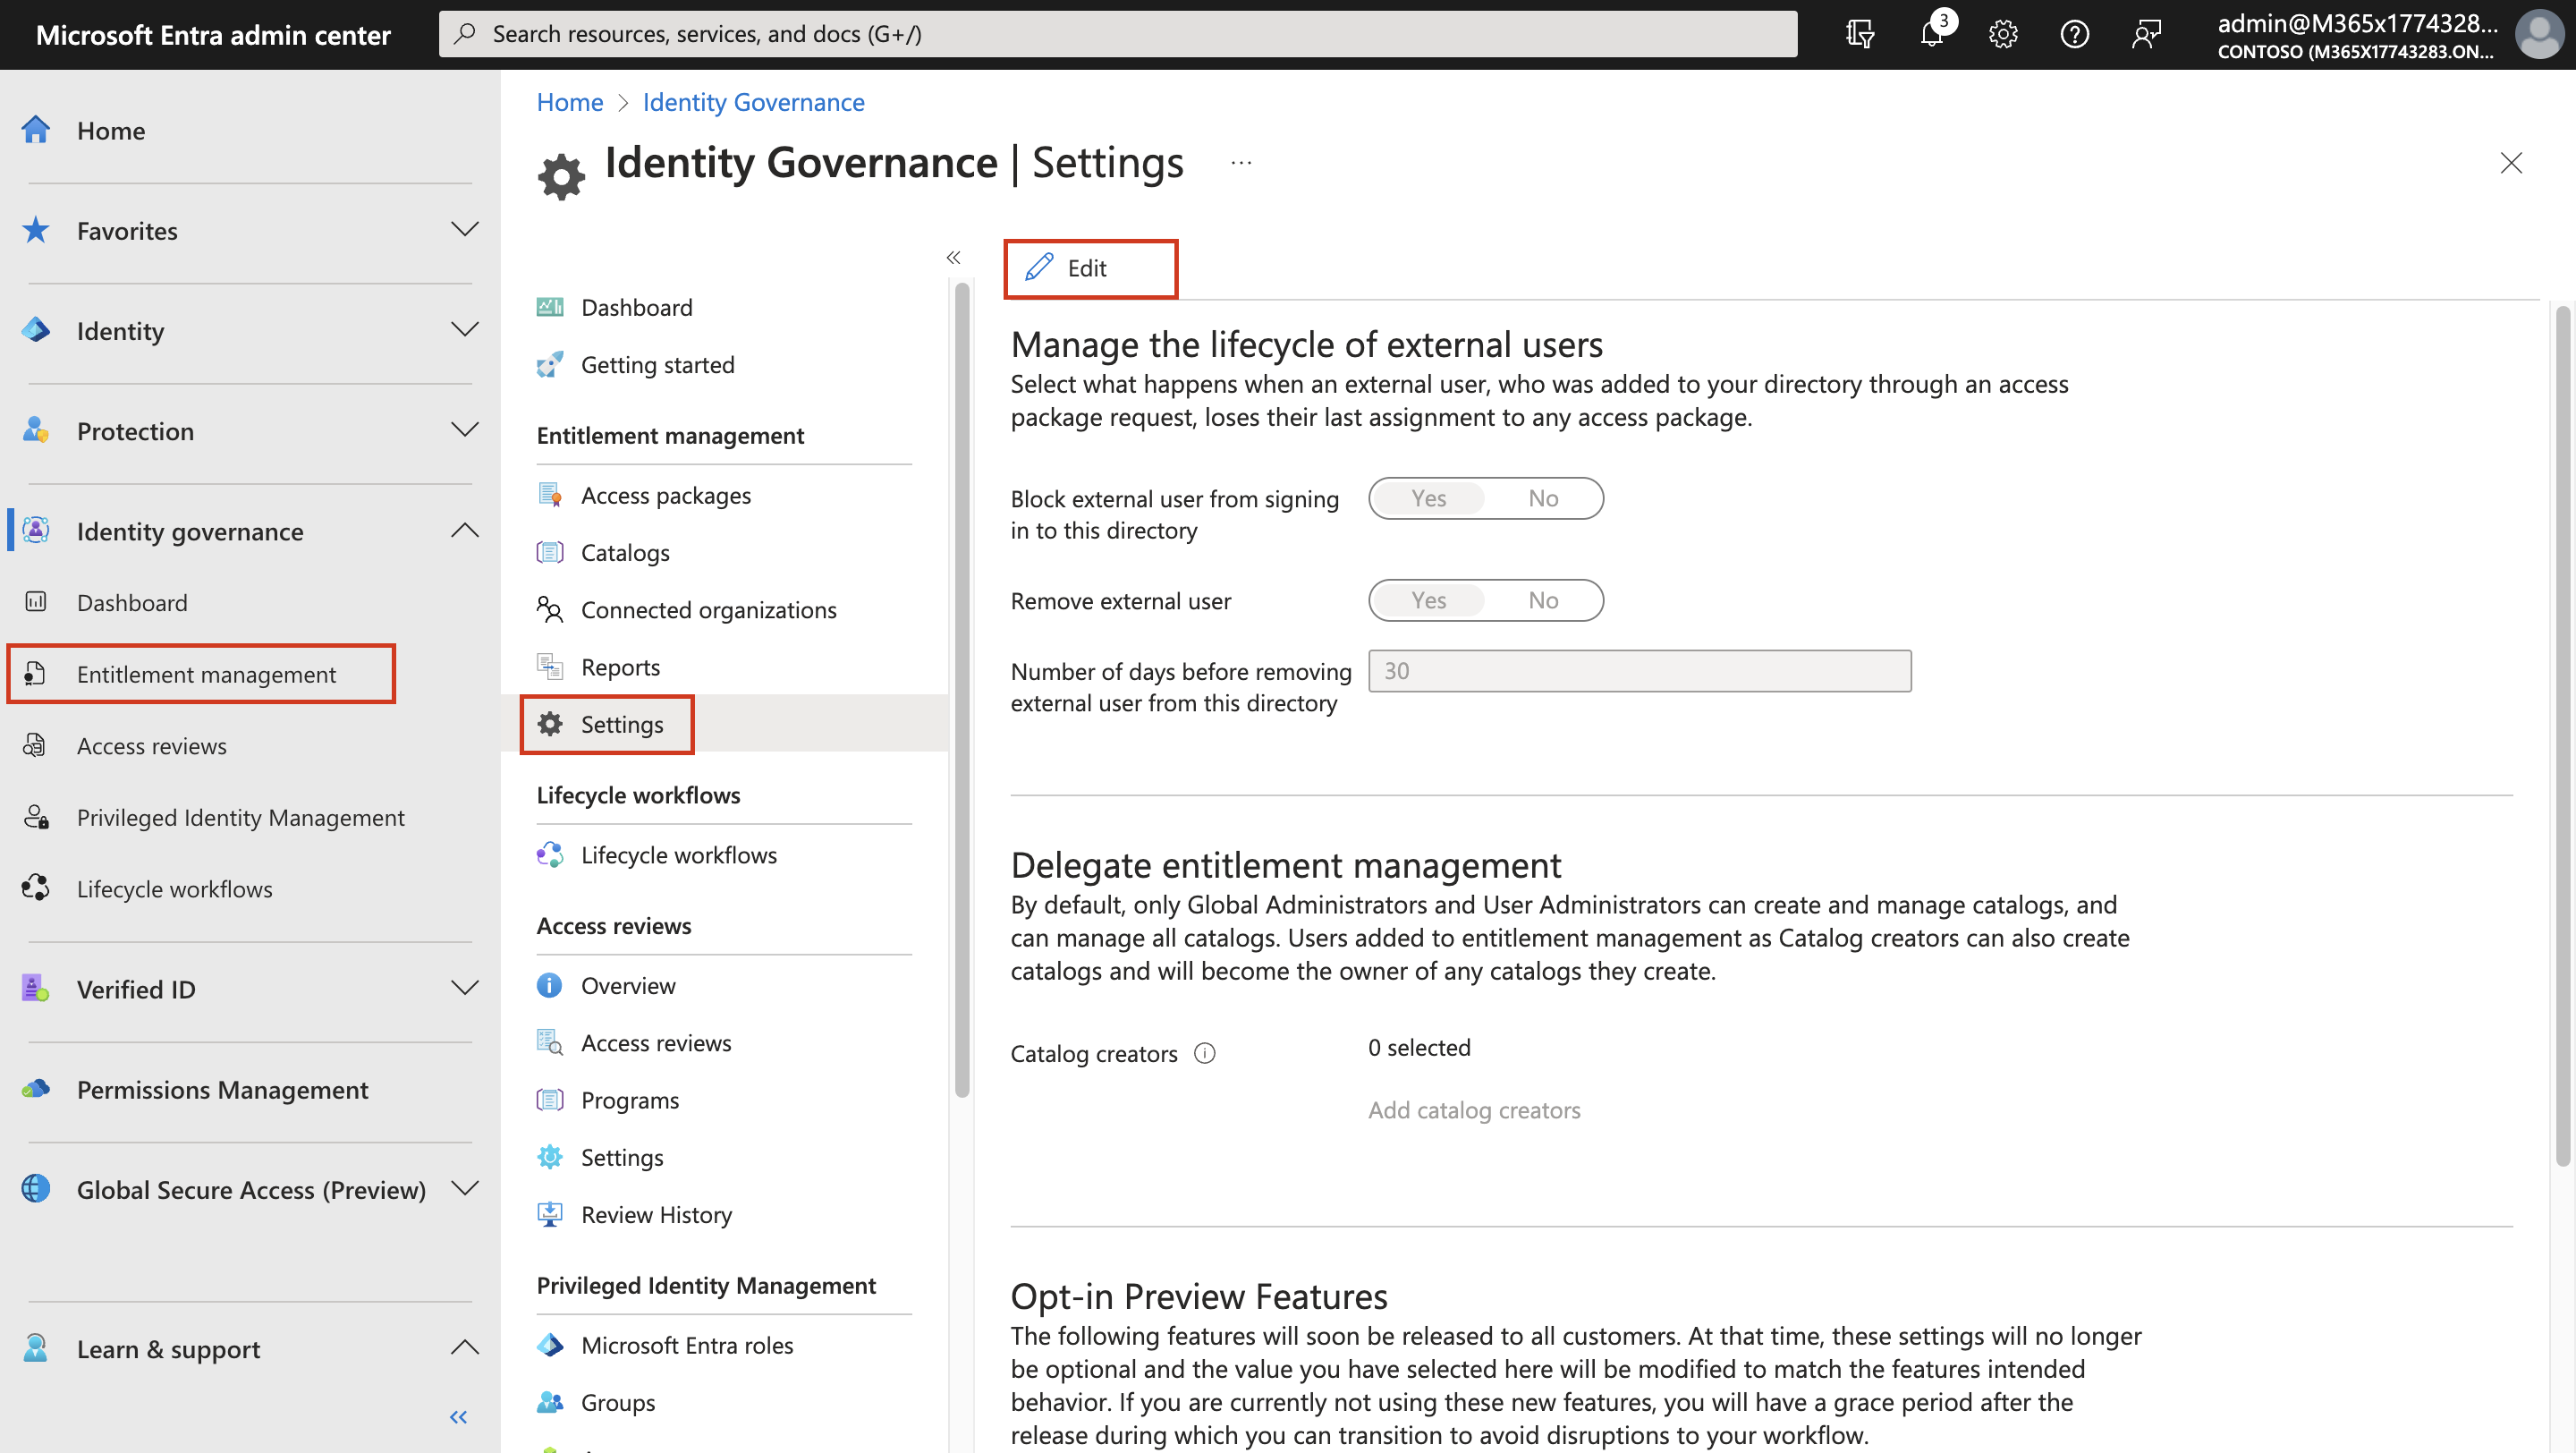 Microsoft Entra admin center
Search resources, services, and docs (G+/)
3
admin@M365x1774328...
CONTOSO (M365X17743283.ON...
Home
Favorites
Identity
Protection
Identity governance
Dashboard
Entitlement management
Access reviews
Privileged Identity Management
Lifecycle workflows
Verified ID
Permissions Management
Global Secure Access (Preview)
Learn & support
Home > Identity Governance
Identity Governance | Settings ...
Dashboard
Getting started
Entitlement management
Access packages
Catalogs
Connected organizations
Reports
Settings
Lifecycle workflows
Lifecycle workflows
Access reviews
Overview
Access reviews
Programs
Settings
Review History
Privileged Identity Management
Microsoft Entra roles
Groups
Edit
Manage the lifecycle of external users
Select what happens when an external user, who was added to your directory through an access
package request, loses their last assignment to any access package.
Block external user from signing
in to this directory
Yes No
Remove external user
Yes No
Number of days before removing
external user from this directory
30
Delegate entitlement management
By default, only Global Administrators and User Administrators can create and manage catalogs, and
can manage all catalogs. Users added to entitlement management as Catalog creators can also create
catalogs and will become the owner of any catalogs they create.
Catalog creators
0 selected
Add catalog creators
Opt-in Preview Features
The following features will soon be released to all customers. At that time, these settings will no longer
be optional and the value you have selected here will be modified to match the features intended
behavior. If you are currently not using these new features, you will have a grace period after the
release during which you can transition to avoid disruptions to your workflow.